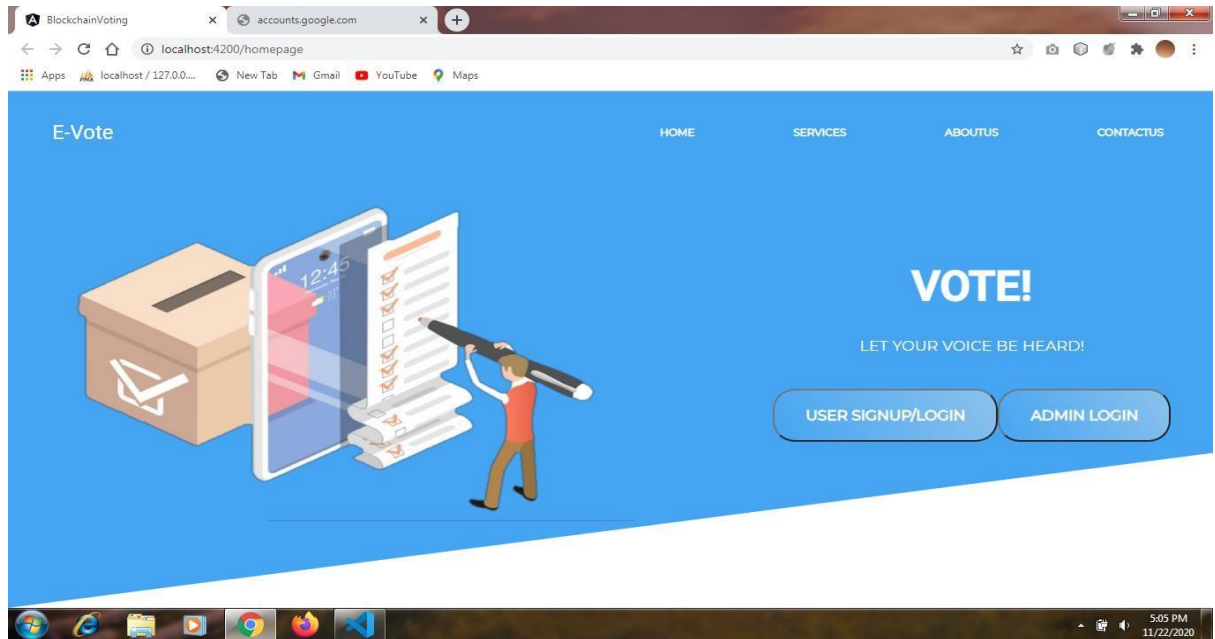 BlockchainVoting accounts.google.com
localhost:4200/homepage
Apps localhost / 127.0.0.... New Tab Gmail YouTube Maps
E-Vote HOME SERVICES ABOUTUS CONTACTUS
12:45
VOTE!
LET YOUR VOICE BE HEARD!
USER SIGNUP/LOGIN ADMIN LOGIN
5:05 PM
11/22/2020